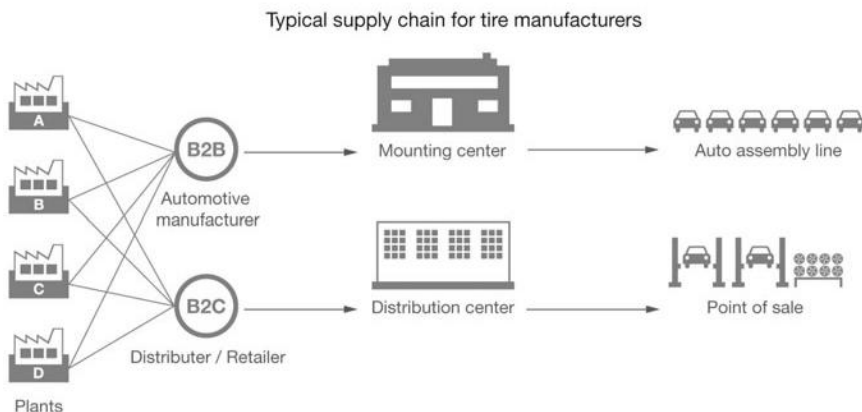 Typical supply chain for tire manufacturers
A
B
C
D
Plants
B2B
Automotive
manufacturer
B2C
Distributer / Retailer
Mounting center
Distribution center
Auto assembly line
Point of sale